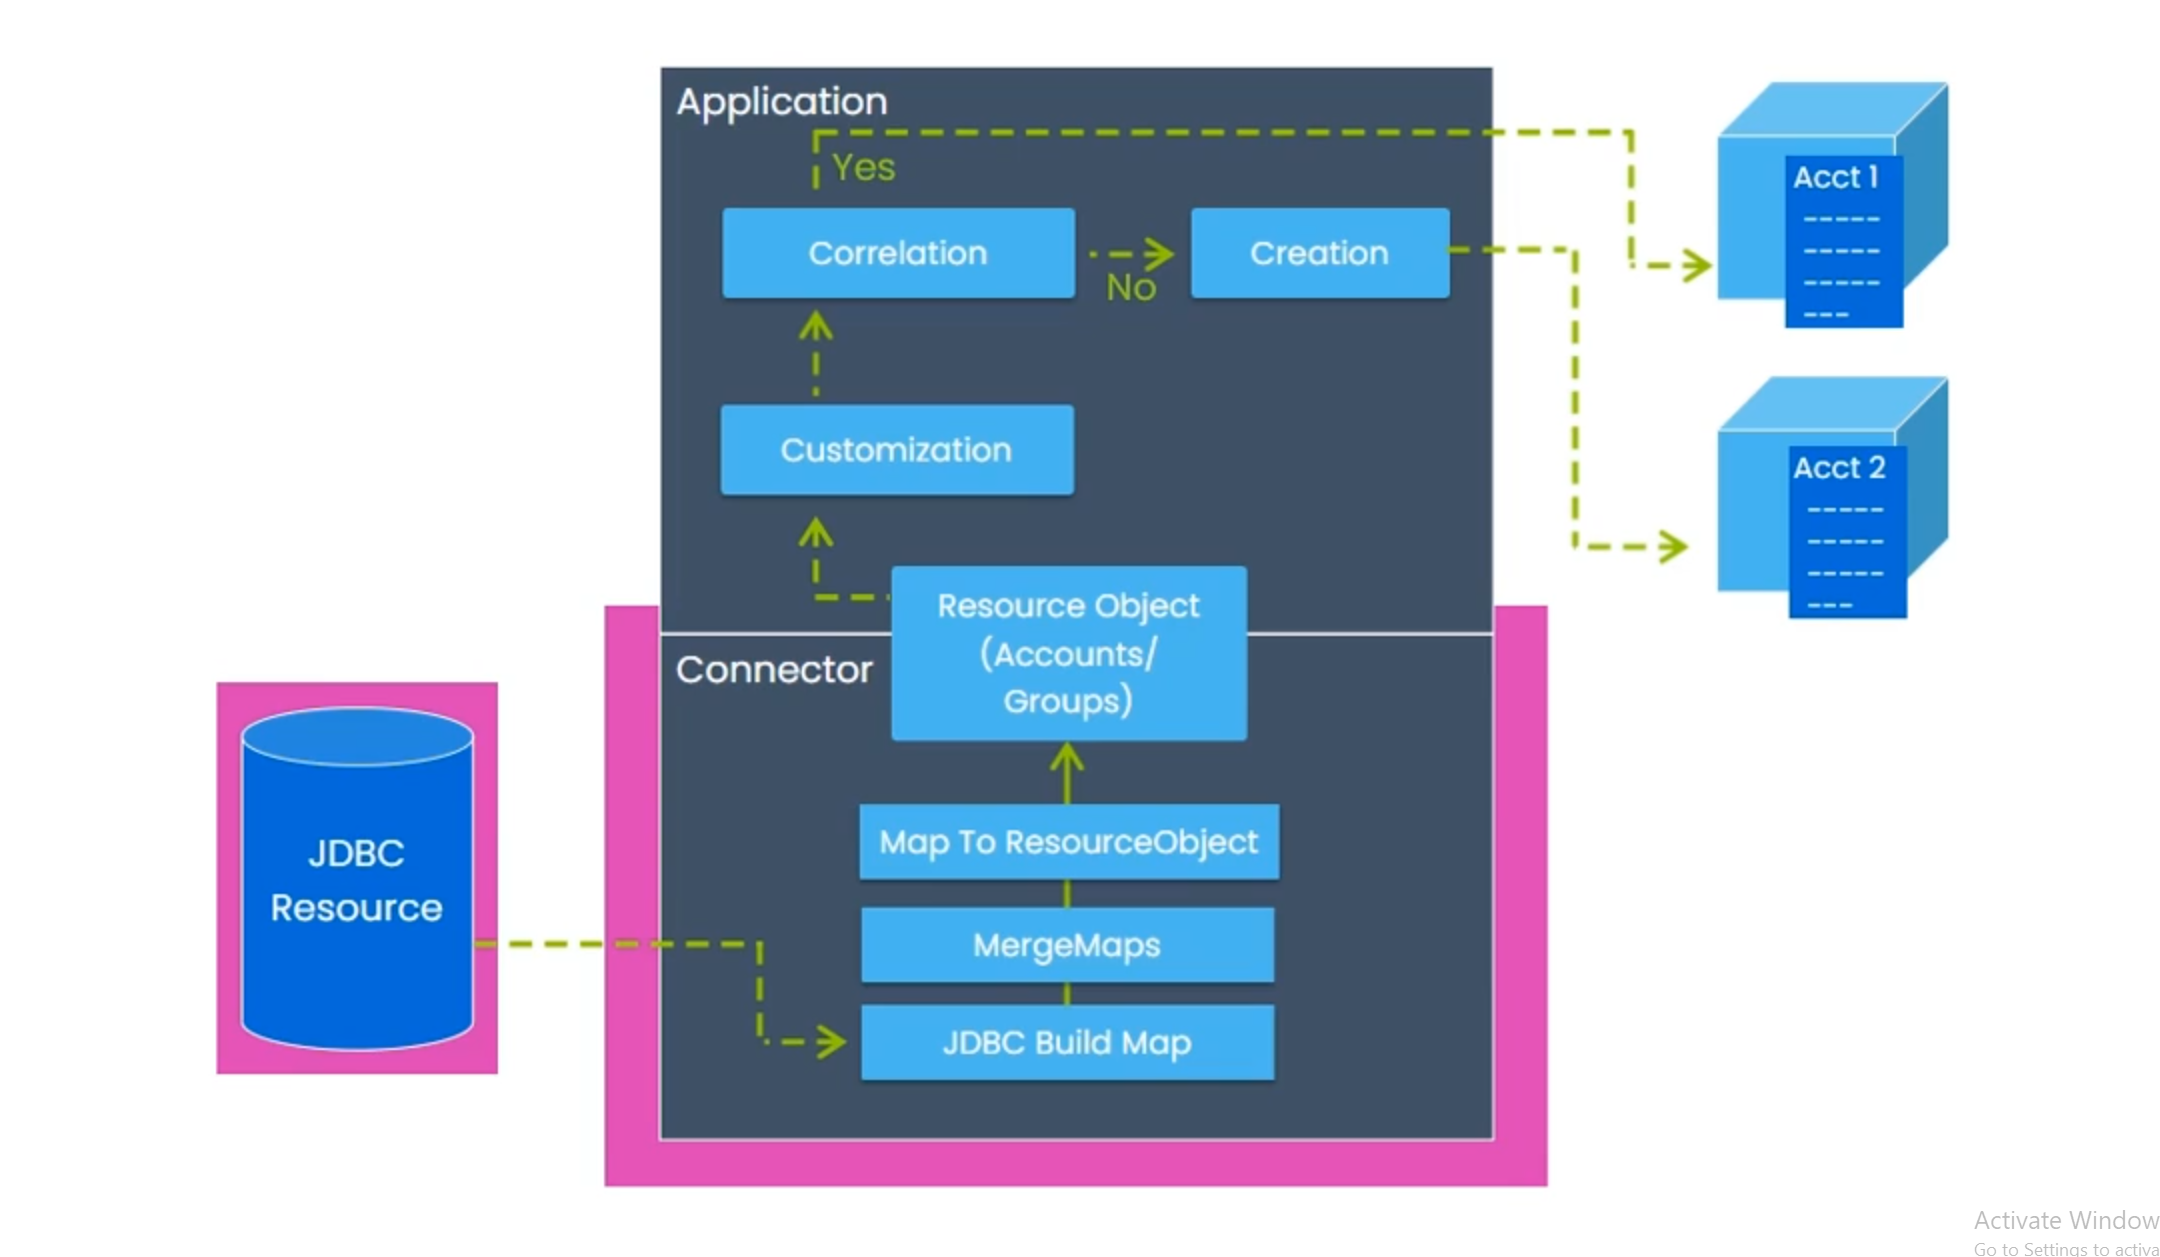 Application
Yes
Correlation
No
Creation
Customization
Resource Object
(Accounts/
Groups)
Connector
Map To ResourceObject
MergeMaps
JDBC Build Map
JDBC
Resource
Acct 1
-----
-----
-----
---
Acct 2
-----
-----
-----
---
Activate Window
Go to Settings to activa